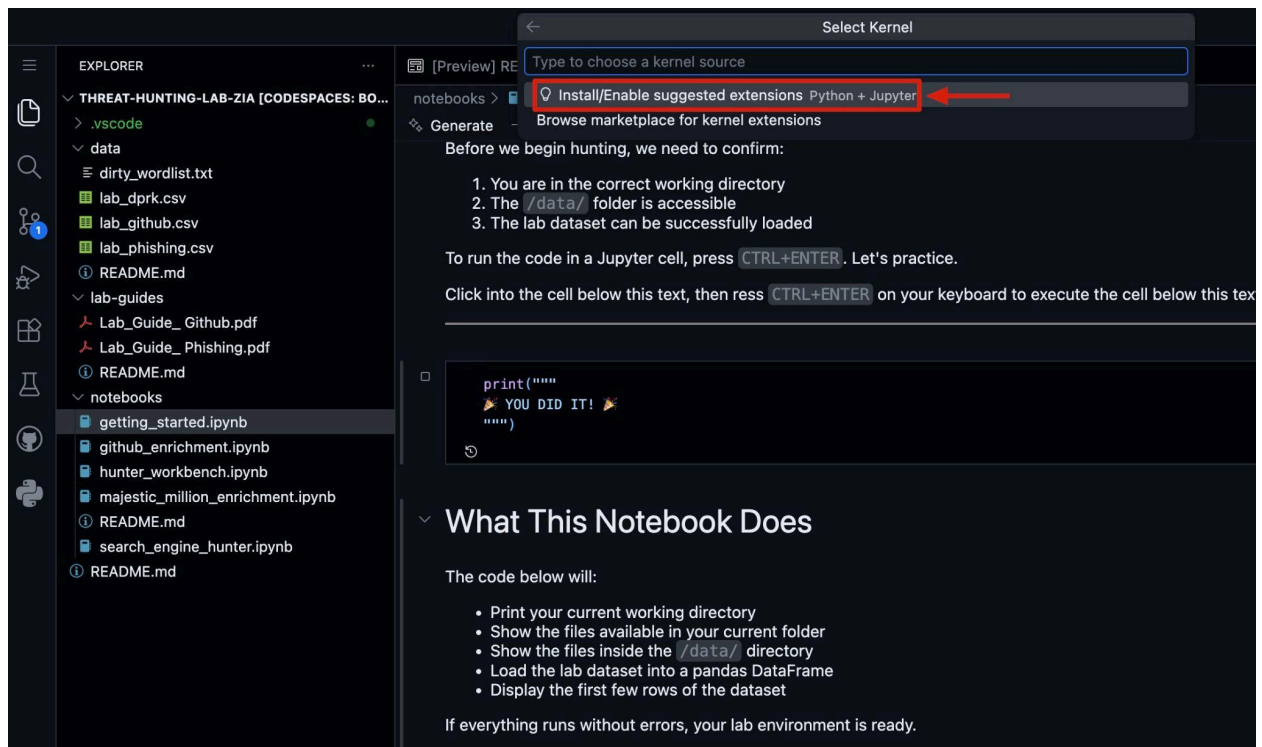 Select Kernel
Type to choose a kernel source
Install/Enable suggested extensions Python + Jupyter
Browse marketplace for kernel extensions
EXPLORER
THREAT-HUNTING-LAB-ZIA [CODESPACES: BO...
.vscode
data
dirty_wordlist.txt
lab_dprk.csv
lab_github.csv
lab_phishing.csv
README.md
lab-guides
Lab_Guide_ Github.pdf
Lab_Guide_ Phishing.pdf
README.md
notebooks
getting_started.ipynb
github_enrichment.ipynb
hunter_workbench.ipynb
majestic_million_enrichment.ipynb
README.md
search_engine_hunter.ipynb
README.md
1
[Preview] RE
notebooks >
Generate
Before we begin hunting, we need to confirm:
1. You are in the correct working directory
2. The /data/ folder is accessible
3. The lab dataset can be successfully loaded
To run the code in a Jupyter cell, press CTRL+ENTER. Let's practice.
Click into the cell below this text, then ress CTRL+ENTER on your keyboard to execute the cell below this tex
print("""
🎉 YOU DID IT! 🎉
""")
What This Notebook Does
The code below will:
• Print your current working directory
• Show the files available in your current folder
• Show the files inside the /data/ directory
• Load the lab dataset into a pandas DataFrame
• Display the first few rows of the dataset
If everything runs without errors, your lab environment is ready.